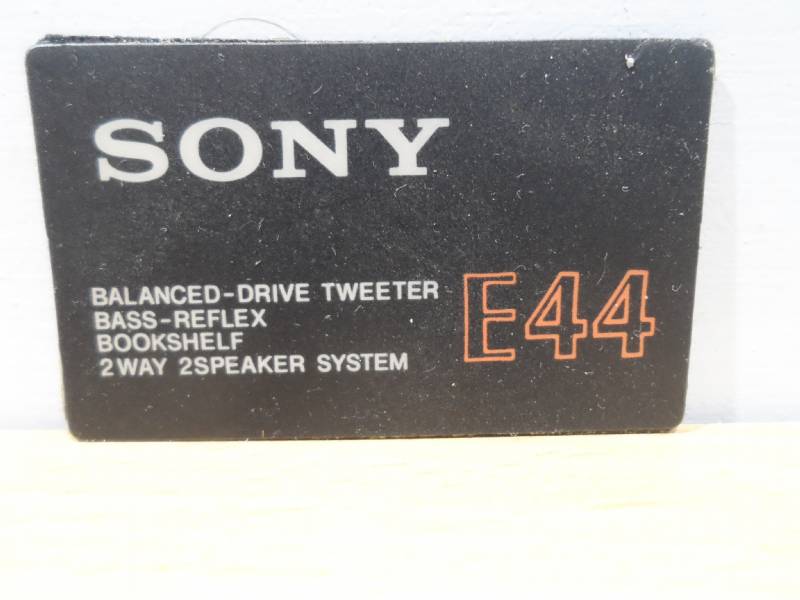 SONY
BALANCED-DRIVE TWEETER
BASS-REFLEX
BOOKSHELF
2WAY 2SPEAKER SYSTEM
E44